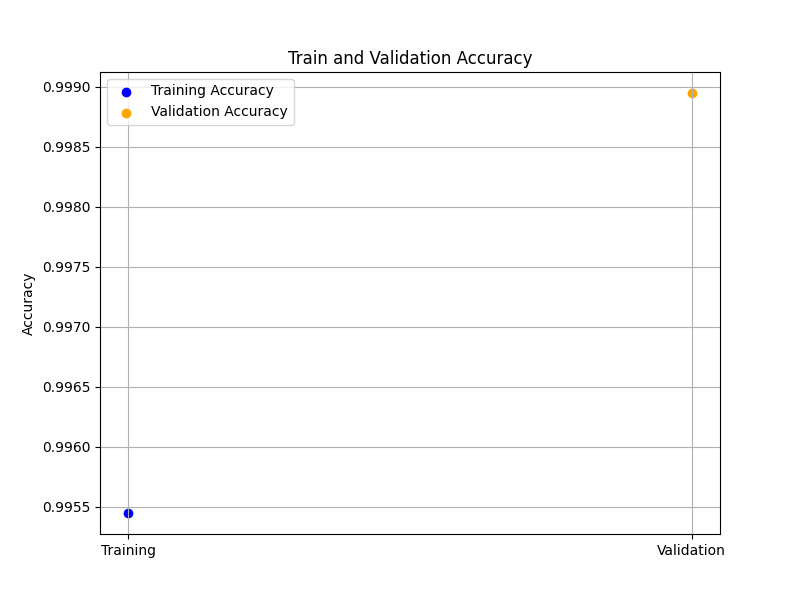 Train and Validation Accuracy
Training Accuracy
Validation Accuracy
Accuracy
0.9990
0.9985
0.9980
0.9975
0.9970
0.9965
0.9960
0.9955
Training
Validation